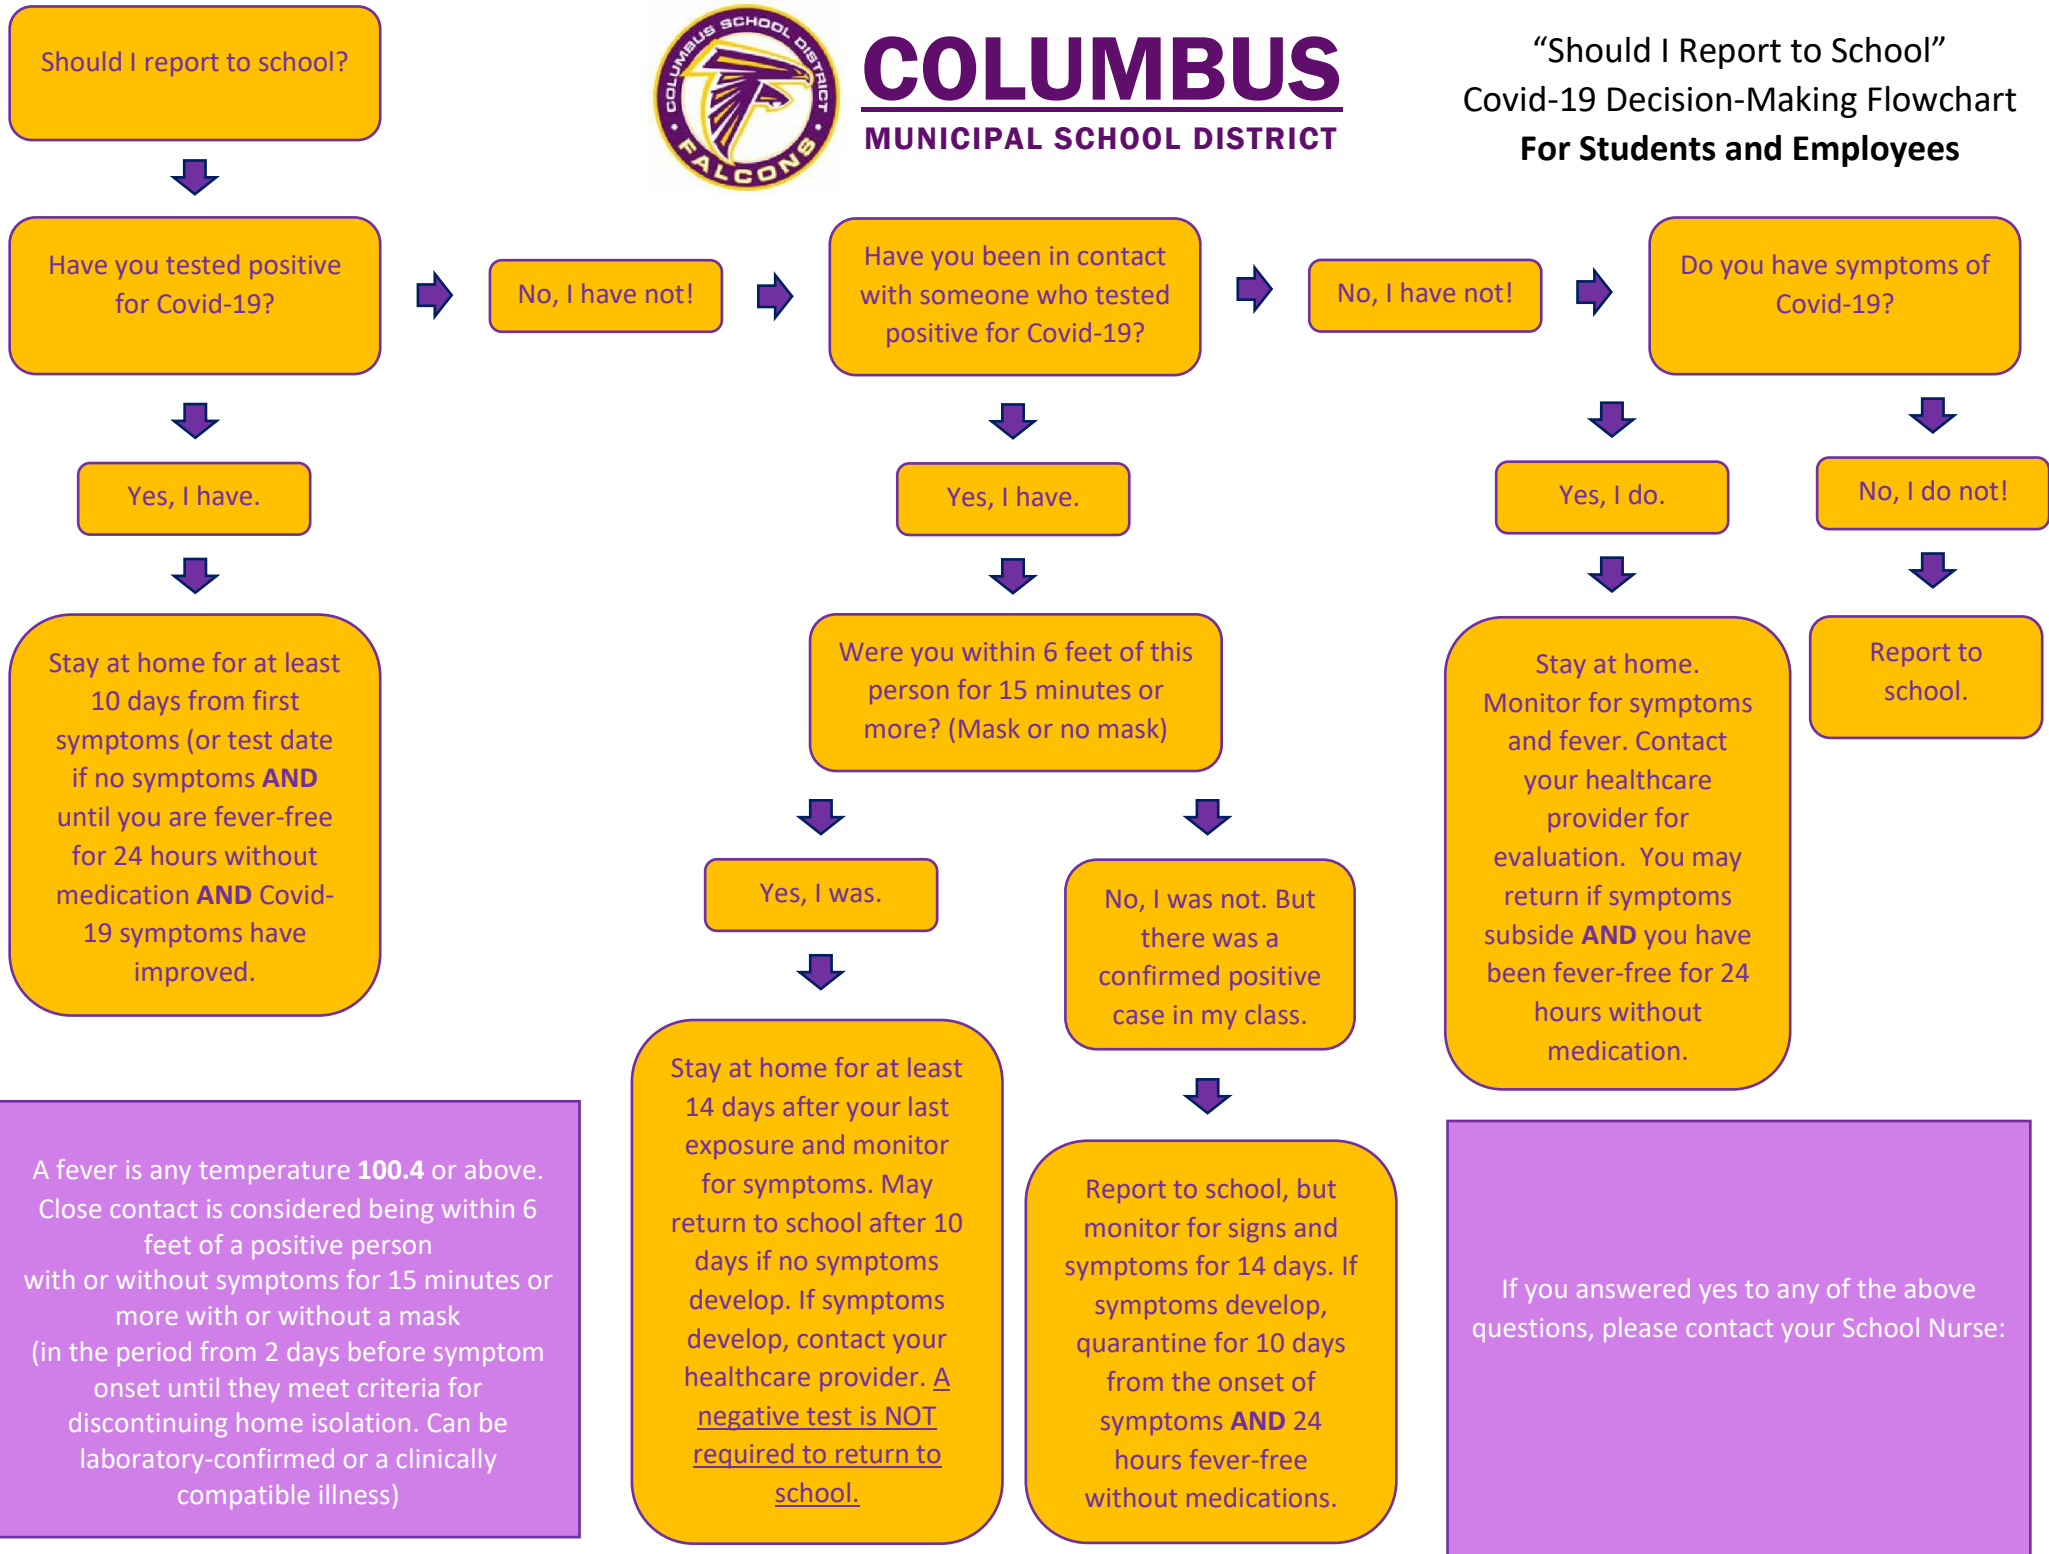 Should I report to school?
COLUMBUS SCHOOL DISTRICT
FALCONS
COLUMBUS
MUNICIPAL SCHOOL DISTRICT
“Should I Report to School”
Covid-19 Decision-Making Flowchart
For Students and Employees
Have you tested positive
for Covid-19?
No, I have not!
Have you been in contact
with someone who tested
positive for Covid-19?
No, I have not!
Do you have symptoms of
Covid-19?
Yes, I have.
Yes, I have.
Yes, I do.
No, I do not!
Stay at home for at least
10 days from first
symptoms (or test date
if no symptoms AND
until you are fever-free
for 24 hours without
medication AND Covid-
19 symptoms have
improved.
Were you within 6 feet of this
person for 15 minutes or
more? (Mask or no mask)
Stay at home.
Monitor for symptoms
and fever. Contact
your healthcare
provider for
evaluation.  You may
return if symptoms
subside AND you have
been fever-free for 24
hours without
medication.
Report to
school.
Yes, I was.
No, I was not. But
there was a
confirmed positive
case in my class.
Stay at home for at least
14 days after your last
exposure and monitor
for symptoms. May
return to school after 10
days if no symptoms
develop. If symptoms
develop, contact your
healthcare provider. A
negative test is NOT
required to return to
school.
Report to school, but
monitor for signs and
symptoms for 14 days. If
symptoms develop,
quarantine for 10 days
from the onset of
symptoms AND 24
hours fever-free
without medications.
A fever is any temperature 100.4 or above.
Close contact is considered being within 6
feet of a positive person
with or without symptoms for 15 minutes or
more with or without a mask
(in the period from 2 days before symptom
onset until they meet criteria for
discontinuing home isolation. Can be
laboratory-confirmed or a clinically
compatible illness)
If you answered yes to any of the above
questions, please contact your School Nurse: